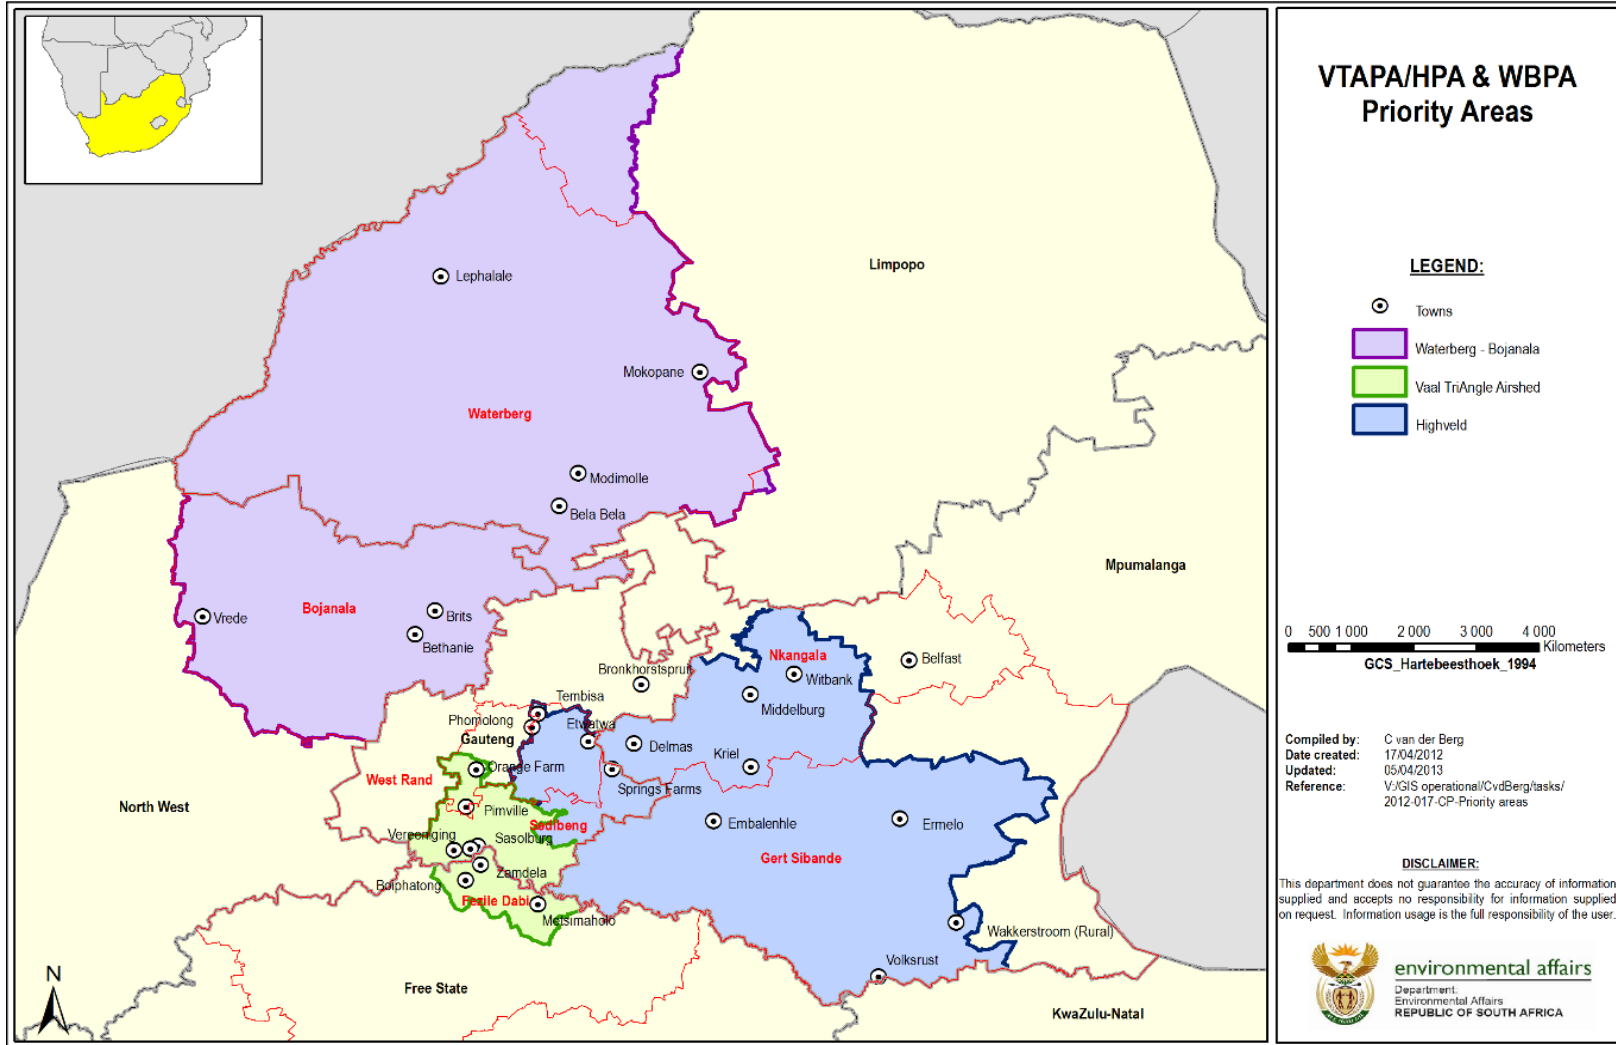 VTAPA/HPA & WBPA
Priority Areas
LEGEND:
Towns
Waterberg - Bojanala
Vaal TriAngle Airshed
Highveld
0 500 1 000 2 000 3 000 4 000
Kilometers
GCS_Hartebeesthoek_1994
Compiled by: C van der Berg
Date created: 17/04/2012
Updated: 05/04/2013
Reference: V:/GIS operational/CvdBerg/tasks/
2012-017-CP-Priority areas
DISCLAIMER:
This department does not guarantee the accuracy of information
supplied and accepts no responsibility for information supplied
on request. Information usage is the full responsibility of the user.
environmental affairs
Department:
Environmental Affairs
REPUBLIC OF SOUTH AFRICA
Limpopo
Lephalale
Mokopane
Waterberg
Modimolle
Bela Bela
Mpumalanga
Bojanala
Vrede
Brits
Bethanie
Bronkhorstspruit
Nkangala
Witbank
Belfast
Middelburg
Tembisa
Phomolong
Etwatwa
Gauteng
Delmas
Kriel
Orange Farm
West Rand
Springs Farms
North West
Pimville
Sedibeng
Embalenhle
Ermelo
Vereeniging
Sasolburg
Gert Sibande
Zamdela
Boiphatong
Fezile Dabi
Metsimaholo
Wakkerstroom (Rural)
Volksrust
Free State
KwaZulu-Natal
N